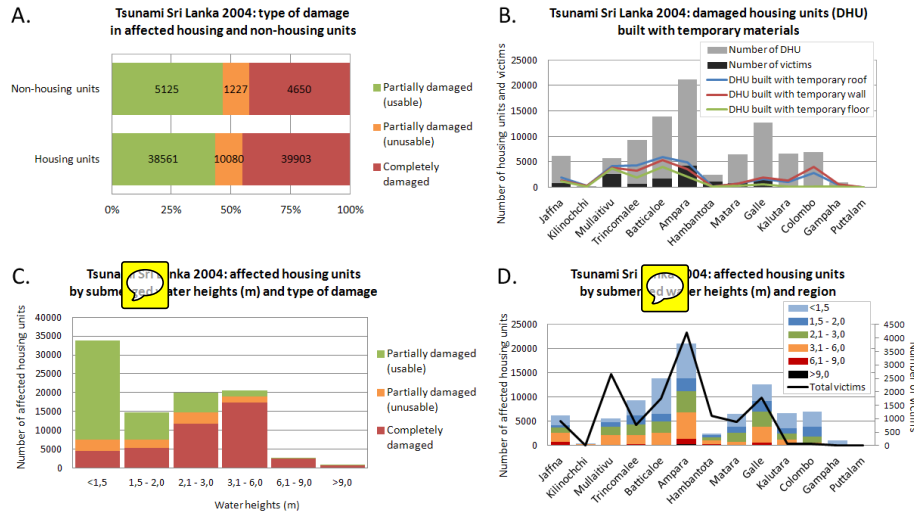 A.
Tsunami Sri Lanka 2004: type of damage
in affected housing and non-housing units
Non-housing units
5125
1227
4650
Housing units
38561
10080
39903
0%
25%
50%
75%
100%
Partially damaged
(usable)
Partially damaged
(unusable)
Completely
damaged
B.
Tsunami Sri Lanka 2004: damaged housing units (DHU)
built with temporary materials
Number of housing units and victims
25000
20000
15000
10000
5000
0
Number of DHU
Number of victims
DHU built with temporary roof
DHU built with temporary wall
DHU built with temporary floor
Jaffna
Kilinochchi
Mullaitivu
Trincomalee
Batticaloe
Ampara
Hambantota
Matara
Galle
Kalutara
Colombo
Gampaha
Puttalam
C.
Tsunami Lanka 2004: affected housing units
by submerged water heights (m) and type of damage
Number of affected housing units
40000
35000
30000
25000
20000
15000
10000
5000
0
<1,5
1,5 - 2,0
2,1 - 3,0
3,1 - 6,0
6,1 - 9,0
>9,0
Water heights (m)
Partially damaged
(usable)
Partially damaged
(unusable)
Completely
damaged
D.
Tsunami Sri Lanka 2004: affected housing units
by submerged water heights (m) and region
Number of affected housing units
25000
20000
15000
10000
5000
0
<1,5
1,5 - 2,0
2,1 - 3,0
3,1 - 6,0
6,1 - 9,0
>9,0
Total victims
4500
4000
3500
3000
2500
2000
1500
1000
500
0
Number of victims
Jaffna
Kilinochchi
Mullaitivu
Trincomalee
Batticaloe
Ampara
Hambantota
Matara
Galle
Kalutara
Colombo
Gampaha
Puttalam